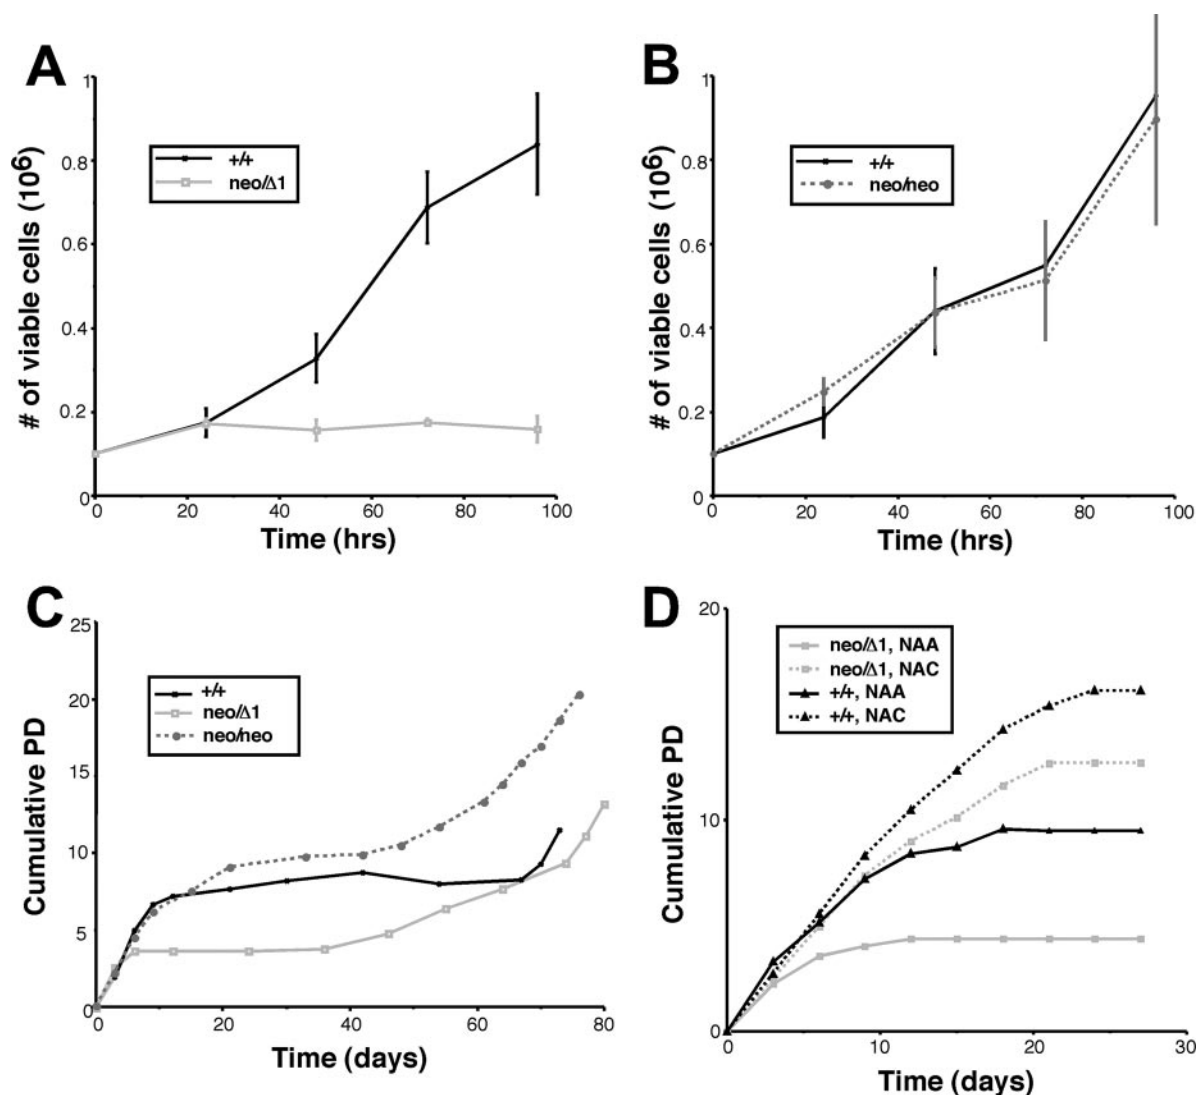 A
# of viable cells (10⁶)
1
0.8
0.6
0.4
0.2
0
+/+
neo/Δ1
0 20 40 60 80 100
Time (hrs)
B
# of viable cells (10⁶)
1
0.8
0.6
0.4
0.2
0
+/+
neo/neo
0 20 40 60 80 100
Time (hrs)
C
Cumulative PD
25
20
15
10
5
0
+/+
neo/Δ1
neo/neo
0 20 40 60 80
Time (days)
D
Cumulative PD
20
10
0
neo/Δ1, NAA
neo/Δ1, NAC
+/+, NAA
+/+, NAC
0 10 20 30
Time (days)